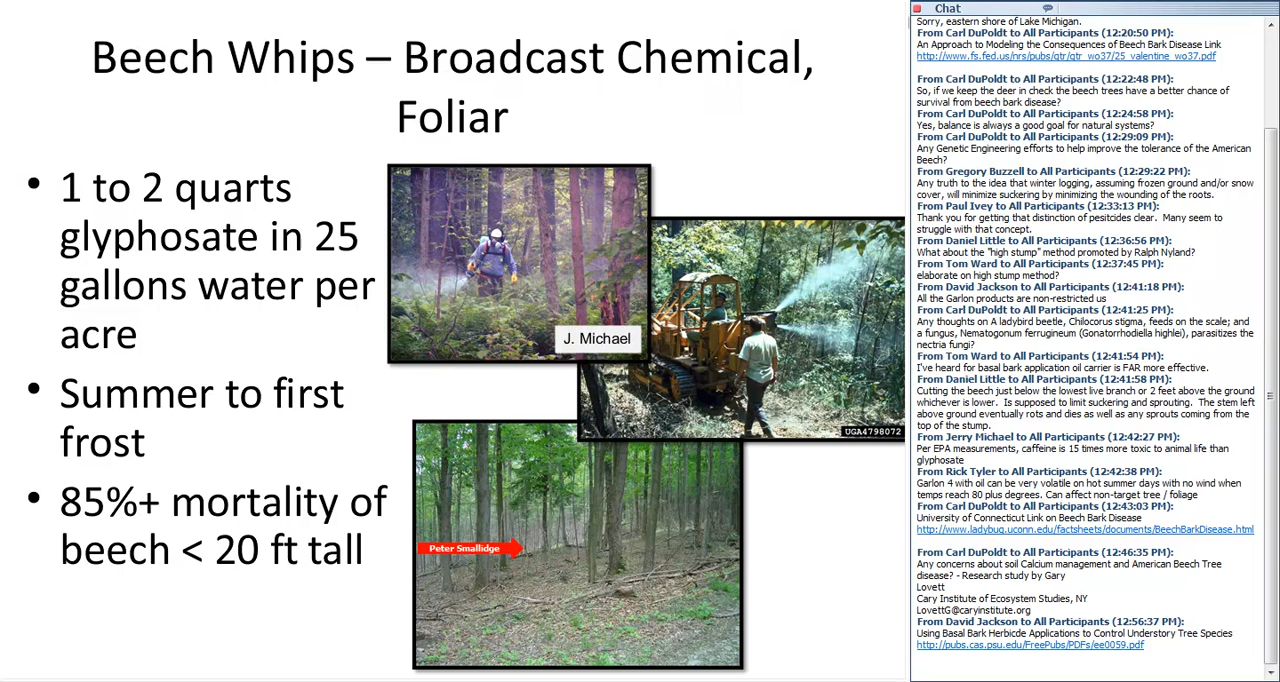 Beech Whips – Broadcast Chemical,
Foliar
• 1 to 2 quarts
glyphosate in 25
gallons water per
acre
• Summer to first
frost
• 85%+ mortality of
beech < 20 ft tall
J. Michael
UGA4798072
Peter Smallidge
Chat
Sorry, eastern shore of Lake Michigan.
From Carl DuPoldt to All Participants (12:20:50 PM):
An Approach to Modeling the Consequences of Beech Bark Disease Link
http://www.fs.fed.us/nrs/pubs/gtr/gtr_wo37/25_valentine_wo37.pdf
From Carl DuPoldt to All Participants (12:22:48 PM):
So, if we keep the deer in check the beech trees have a better chance of
survival from beech bark disease?
From Carl DuPoldt to All Participants (12:24:58 PM):
Yes, balance is always a good goal for natural systems?
From Carl DuPoldt to All Participants (12:29:09 PM):
Any Genetic Engineering efforts to help improve the tolerance of the American
Beech?
From Gregory Buzzell to All Participants (12:29:22 PM):
Any truth to the idea that winter logging, assuming frozen ground and/or snow
cover, will minimize suckering by minimizing the wounding of the roots.
From Paul Ivey to All Participants (12:33:13 PM):
Thank you for getting that distinction of pesitcides clear.  Many seem to
struggle with that concept.
From Daniel Little to All Participants (12:36:56 PM):
What about the "high stump" method promoted by Ralph Nyland?
From Tom Ward to All Participants (12:37:45 PM):
elaborate on high stump method?
From David Jackson to All Participants (12:41:18 PM):
All the Garlon products are non-restricted us
From Carl DuPoldt to All Participants (12:41:25 PM):
Any thoughts on A ladybird beetle, Chilocorus stigma, feeds on the scale; and
a fungus, Nematogonum ferrugineum (Gonatorrhodiella highlei), parasitizes the
nectria fungi?
From Tom Ward to All Participants (12:41:54 PM):
I've heard for basal bark application oil carrier is FAR more effective.
From Daniel Little to All Participants (12:41:58 PM):
Cutting the beech just below the lowest live branch or 2 feet above the ground
whichever is lower.  Is supposed to limit suckering and sprouting.  The stem left
above ground eventually rots and dies as well as any sprouts coming from the
top of the stump.
From Jerry Michael to All Participants (12:42:27 PM):
Per EPA measurements, caffeine is 15 times more toxic to animal life than
glyphosate
From Rick Tyler to All Participants (12:42:38 PM):
Garlon 4 with oil can be very volatile on hot summer days with no wind when
temps reach 80 plus degrees. Can affect non-target tree / foliage
From Carl DuPoldt to All Participants (12:43:03 PM):
University of Connecticut Link on Beech Bark Disease
http://www.ladybug.uconn.edu/factsheets/documents/BeechBarkDisease.html
From Carl DuPoldt to All Participants (12:46:35 PM):
Any concerns about soil Calcium management and American Beech Tree
disease? - Research study by Gary
Lovett
Cary Institute of Ecosystem Studies, NY
LovettG@caryinstitute.org
From David Jackson to All Participants (12:56:37 PM):
Using Basal Bark Herbicde Applications to Control Understory Tree Species
http://pubs.cas.psu.edu/FreePubs/PDFs/ee0059.pdf